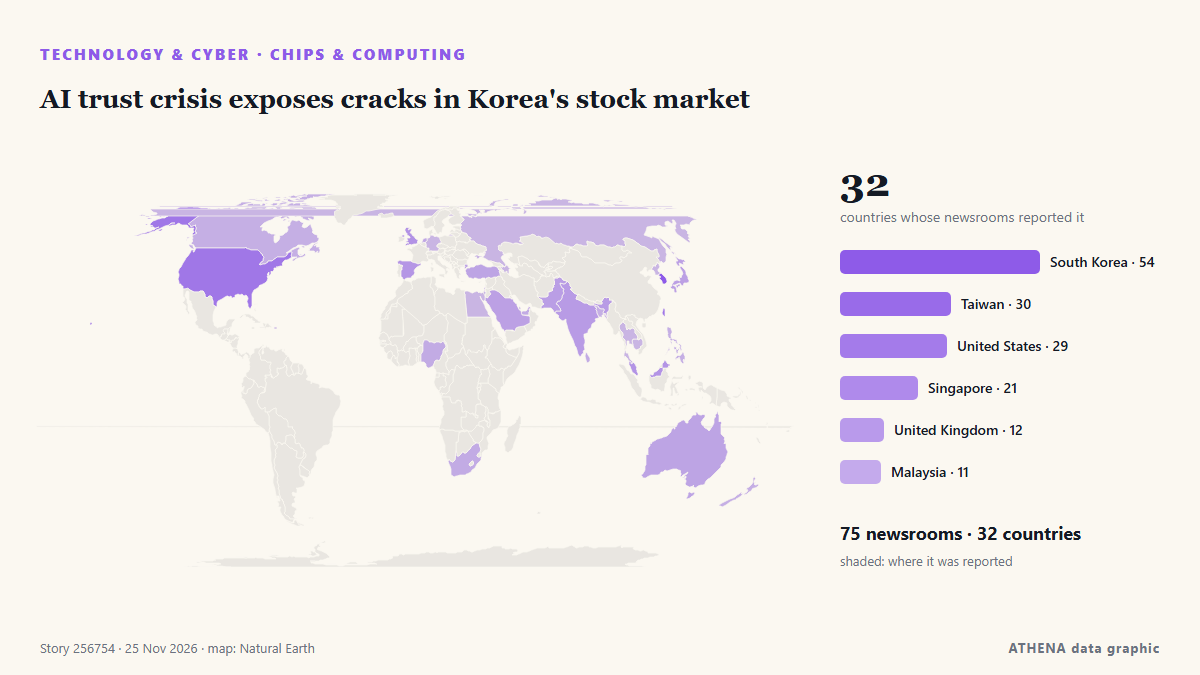 TECHNOLOGY & CYBER · CHIPS & COMPUTING
AI trust crisis exposes cracks in Korea's stock market
32
countries whose newsrooms reported it
South Korea · 54
Taiwan · 30
United States · 29
Singapore · 21
United Kingdom · 12
Malaysia · 11
75 newsrooms · 32 countries
shaded: where it was reported
Story 256754 · 25 Nov 2026 · map: Natural Earth
ATHENA data graphic